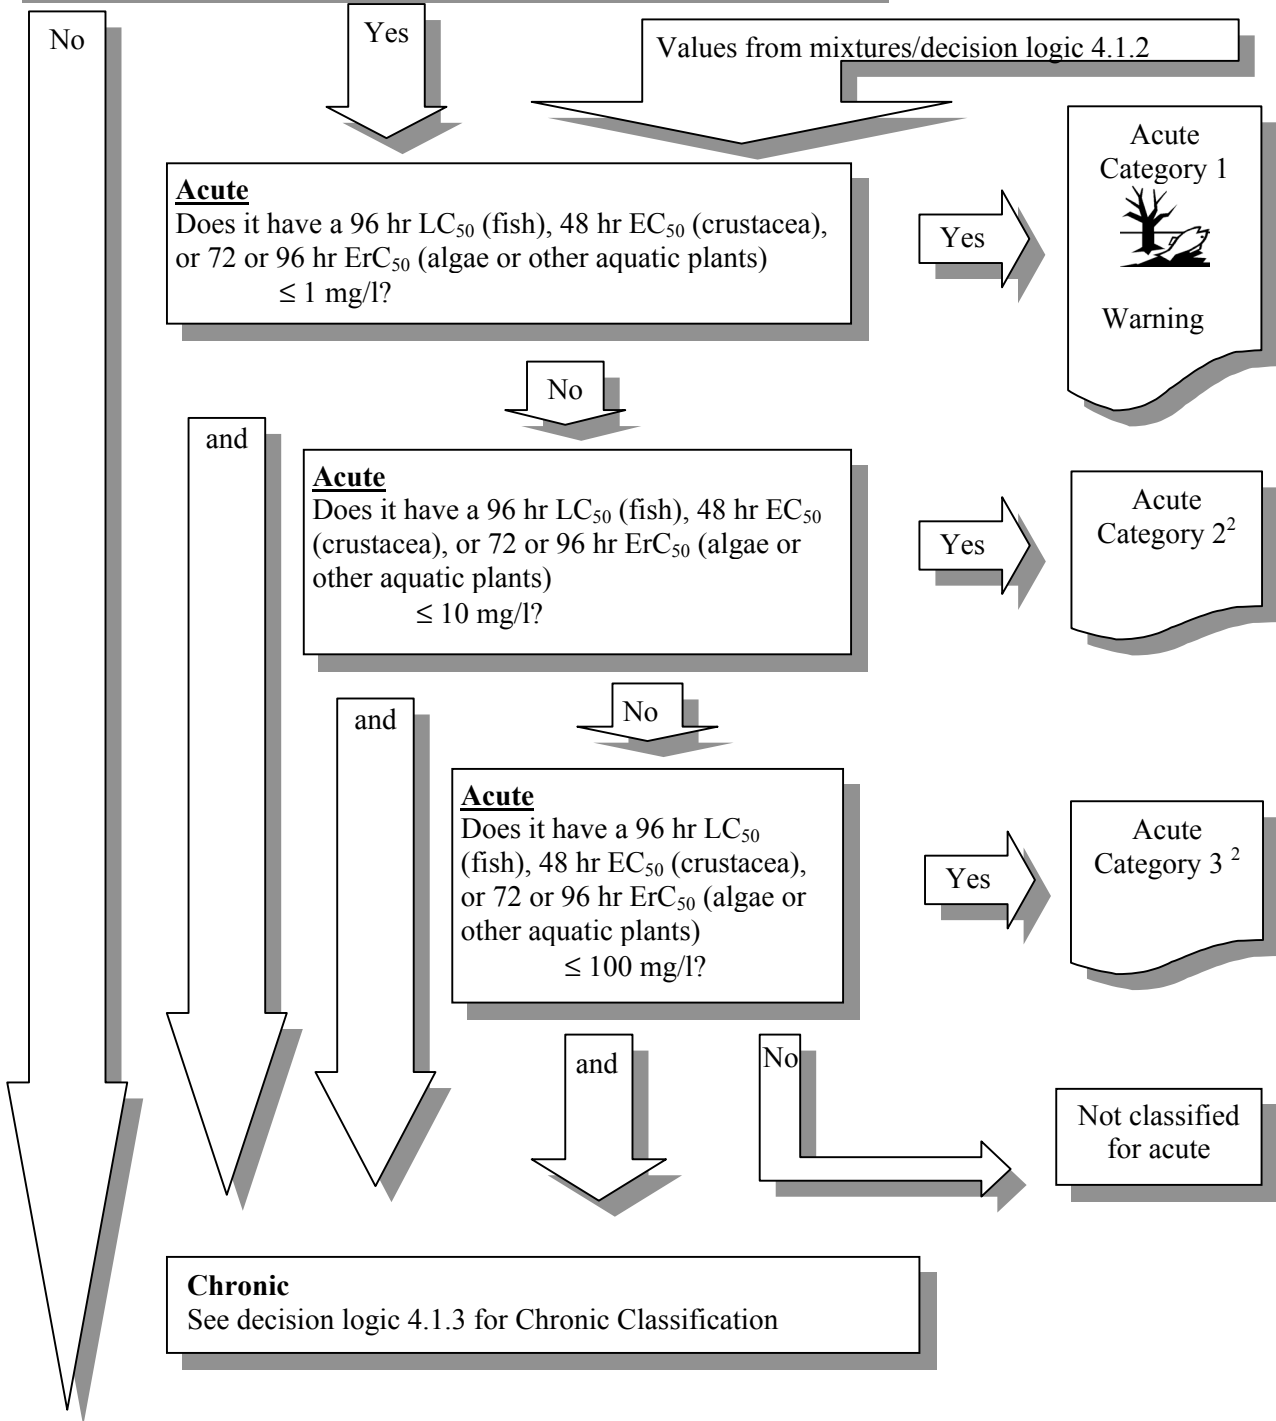 No
Yes
Values from mixtures/decision logic 4.1.2
Acute
Does it have a 96 hr LC₅₀ (fish), 48 hr EC₅₀ (crustacea),
or 72 or 96 hr ErC₅₀ (algae or other aquatic plants)
≤ 1 mg/l?
Yes
Acute
Category 1
Warning
No
and
Acute
Does it have a 96 hr LC₅₀ (fish), 48 hr EC₅₀
(crustacea), or 72 or 96 hr ErC₅₀ (algae or
other aquatic plants)
≤ 10 mg/l?
Yes
Acute
Category 2²
No
and
Acute
Does it have a 96 hr LC₅₀
(fish), 48 hr EC₅₀ (crustacea),
or 72 or 96 hr ErC₅₀ (algae or
other aquatic plants)
≤ 100 mg/l?
Yes
Acute
Category 3 ²
and
No
Not classified
for acute
Chronic
See decision logic 4.1.3 for Chronic Classification